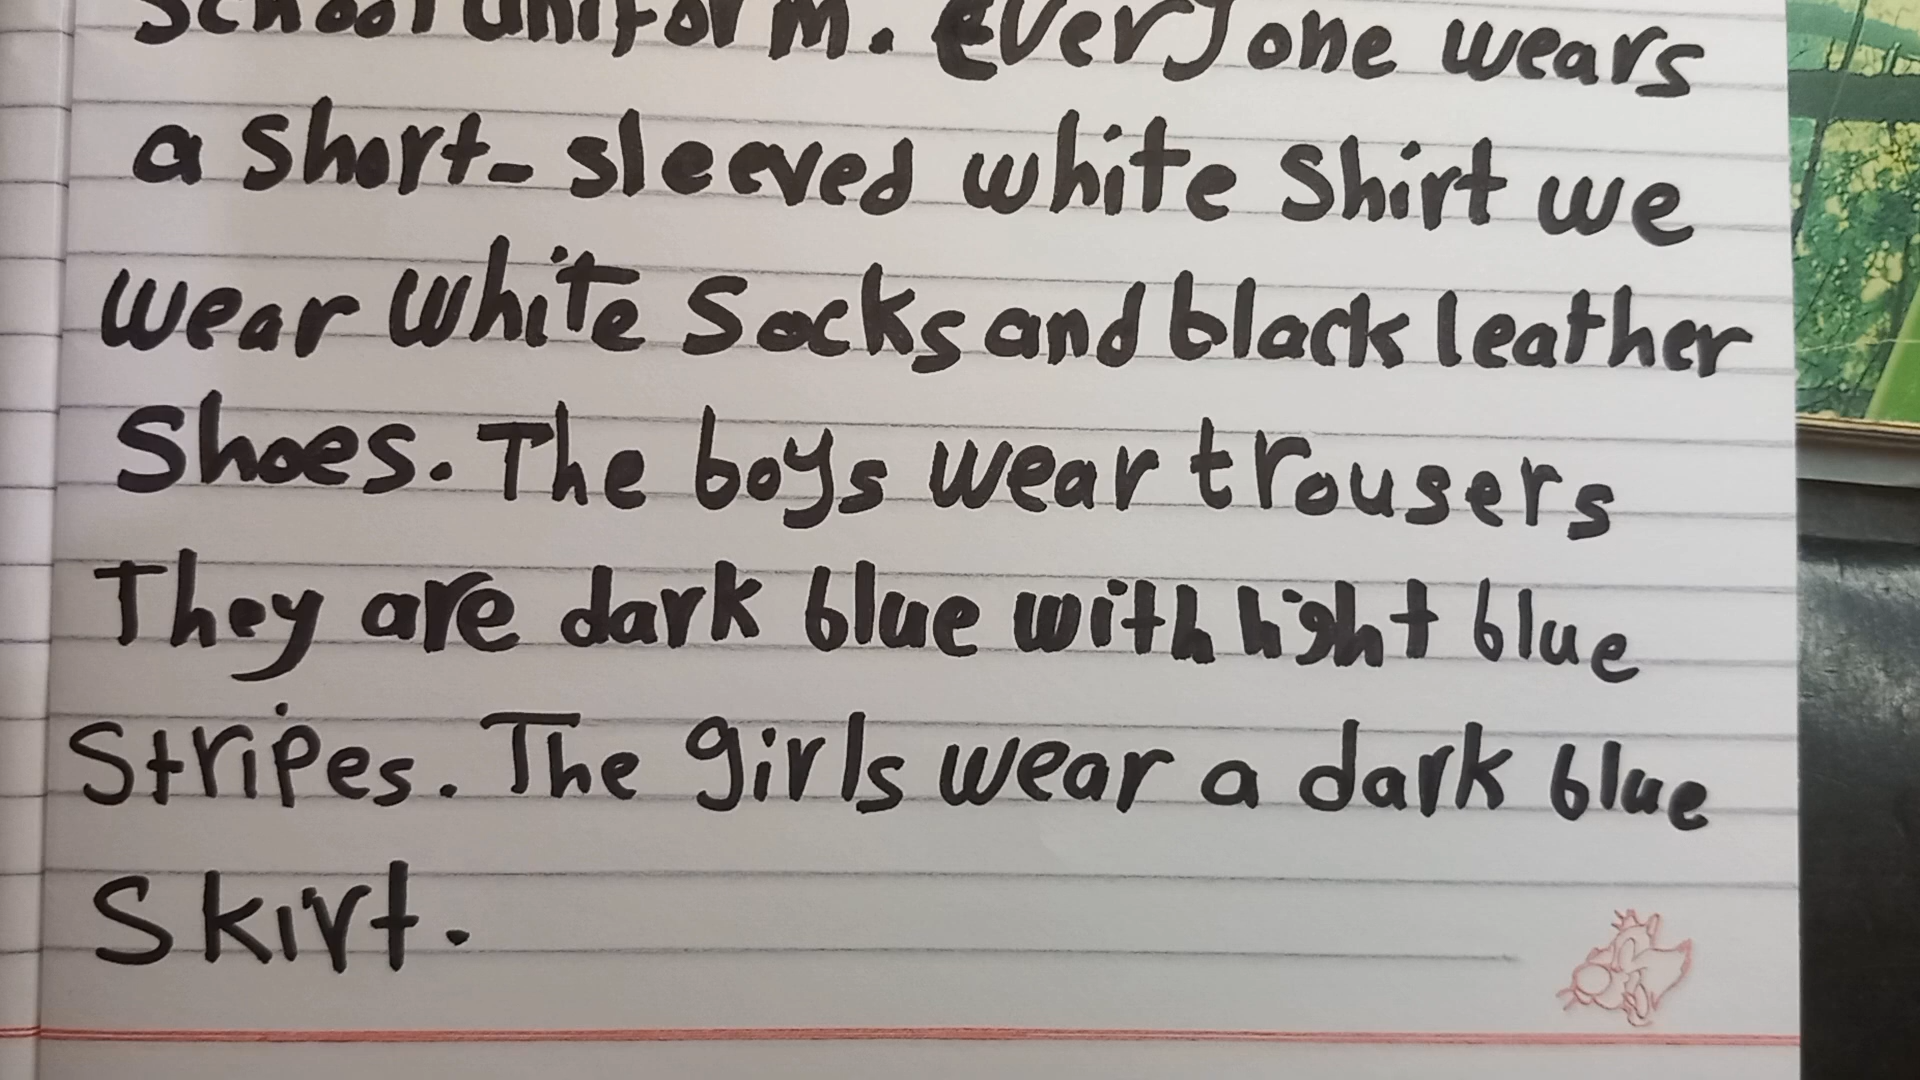 School uniform. Everyone wears
a short-sleeved white Shirt we
wear white Socks and black leather
Shoes. The boys wear trousers
They are dark blue with light blue
Stripes. The girls wear a dark blue
Skirt.